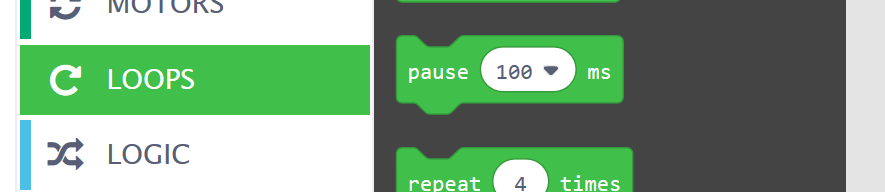 MOTORS
LOOPS
LOGIC
pause 100 ms
repeat 4 times